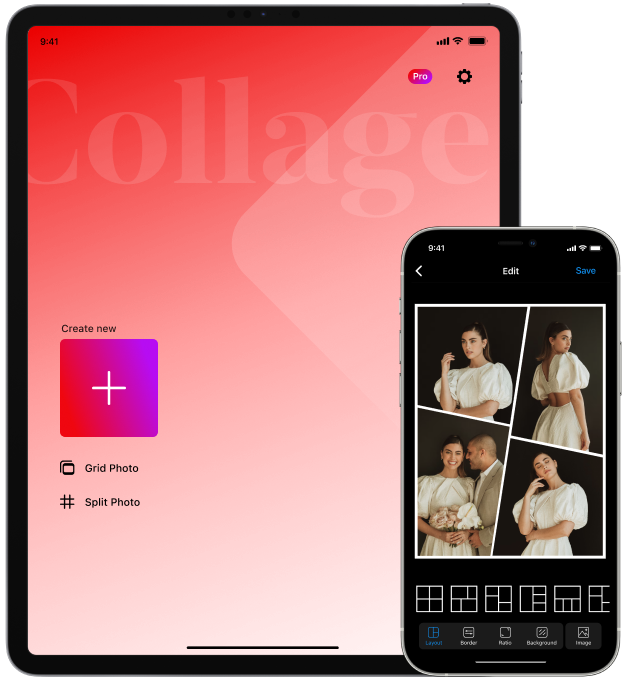 9:41
Pro
Collage
Create new
Grid Photo
Split Photo
9:41
Edit
Save
Layout
Border
Ratio
Background
Image